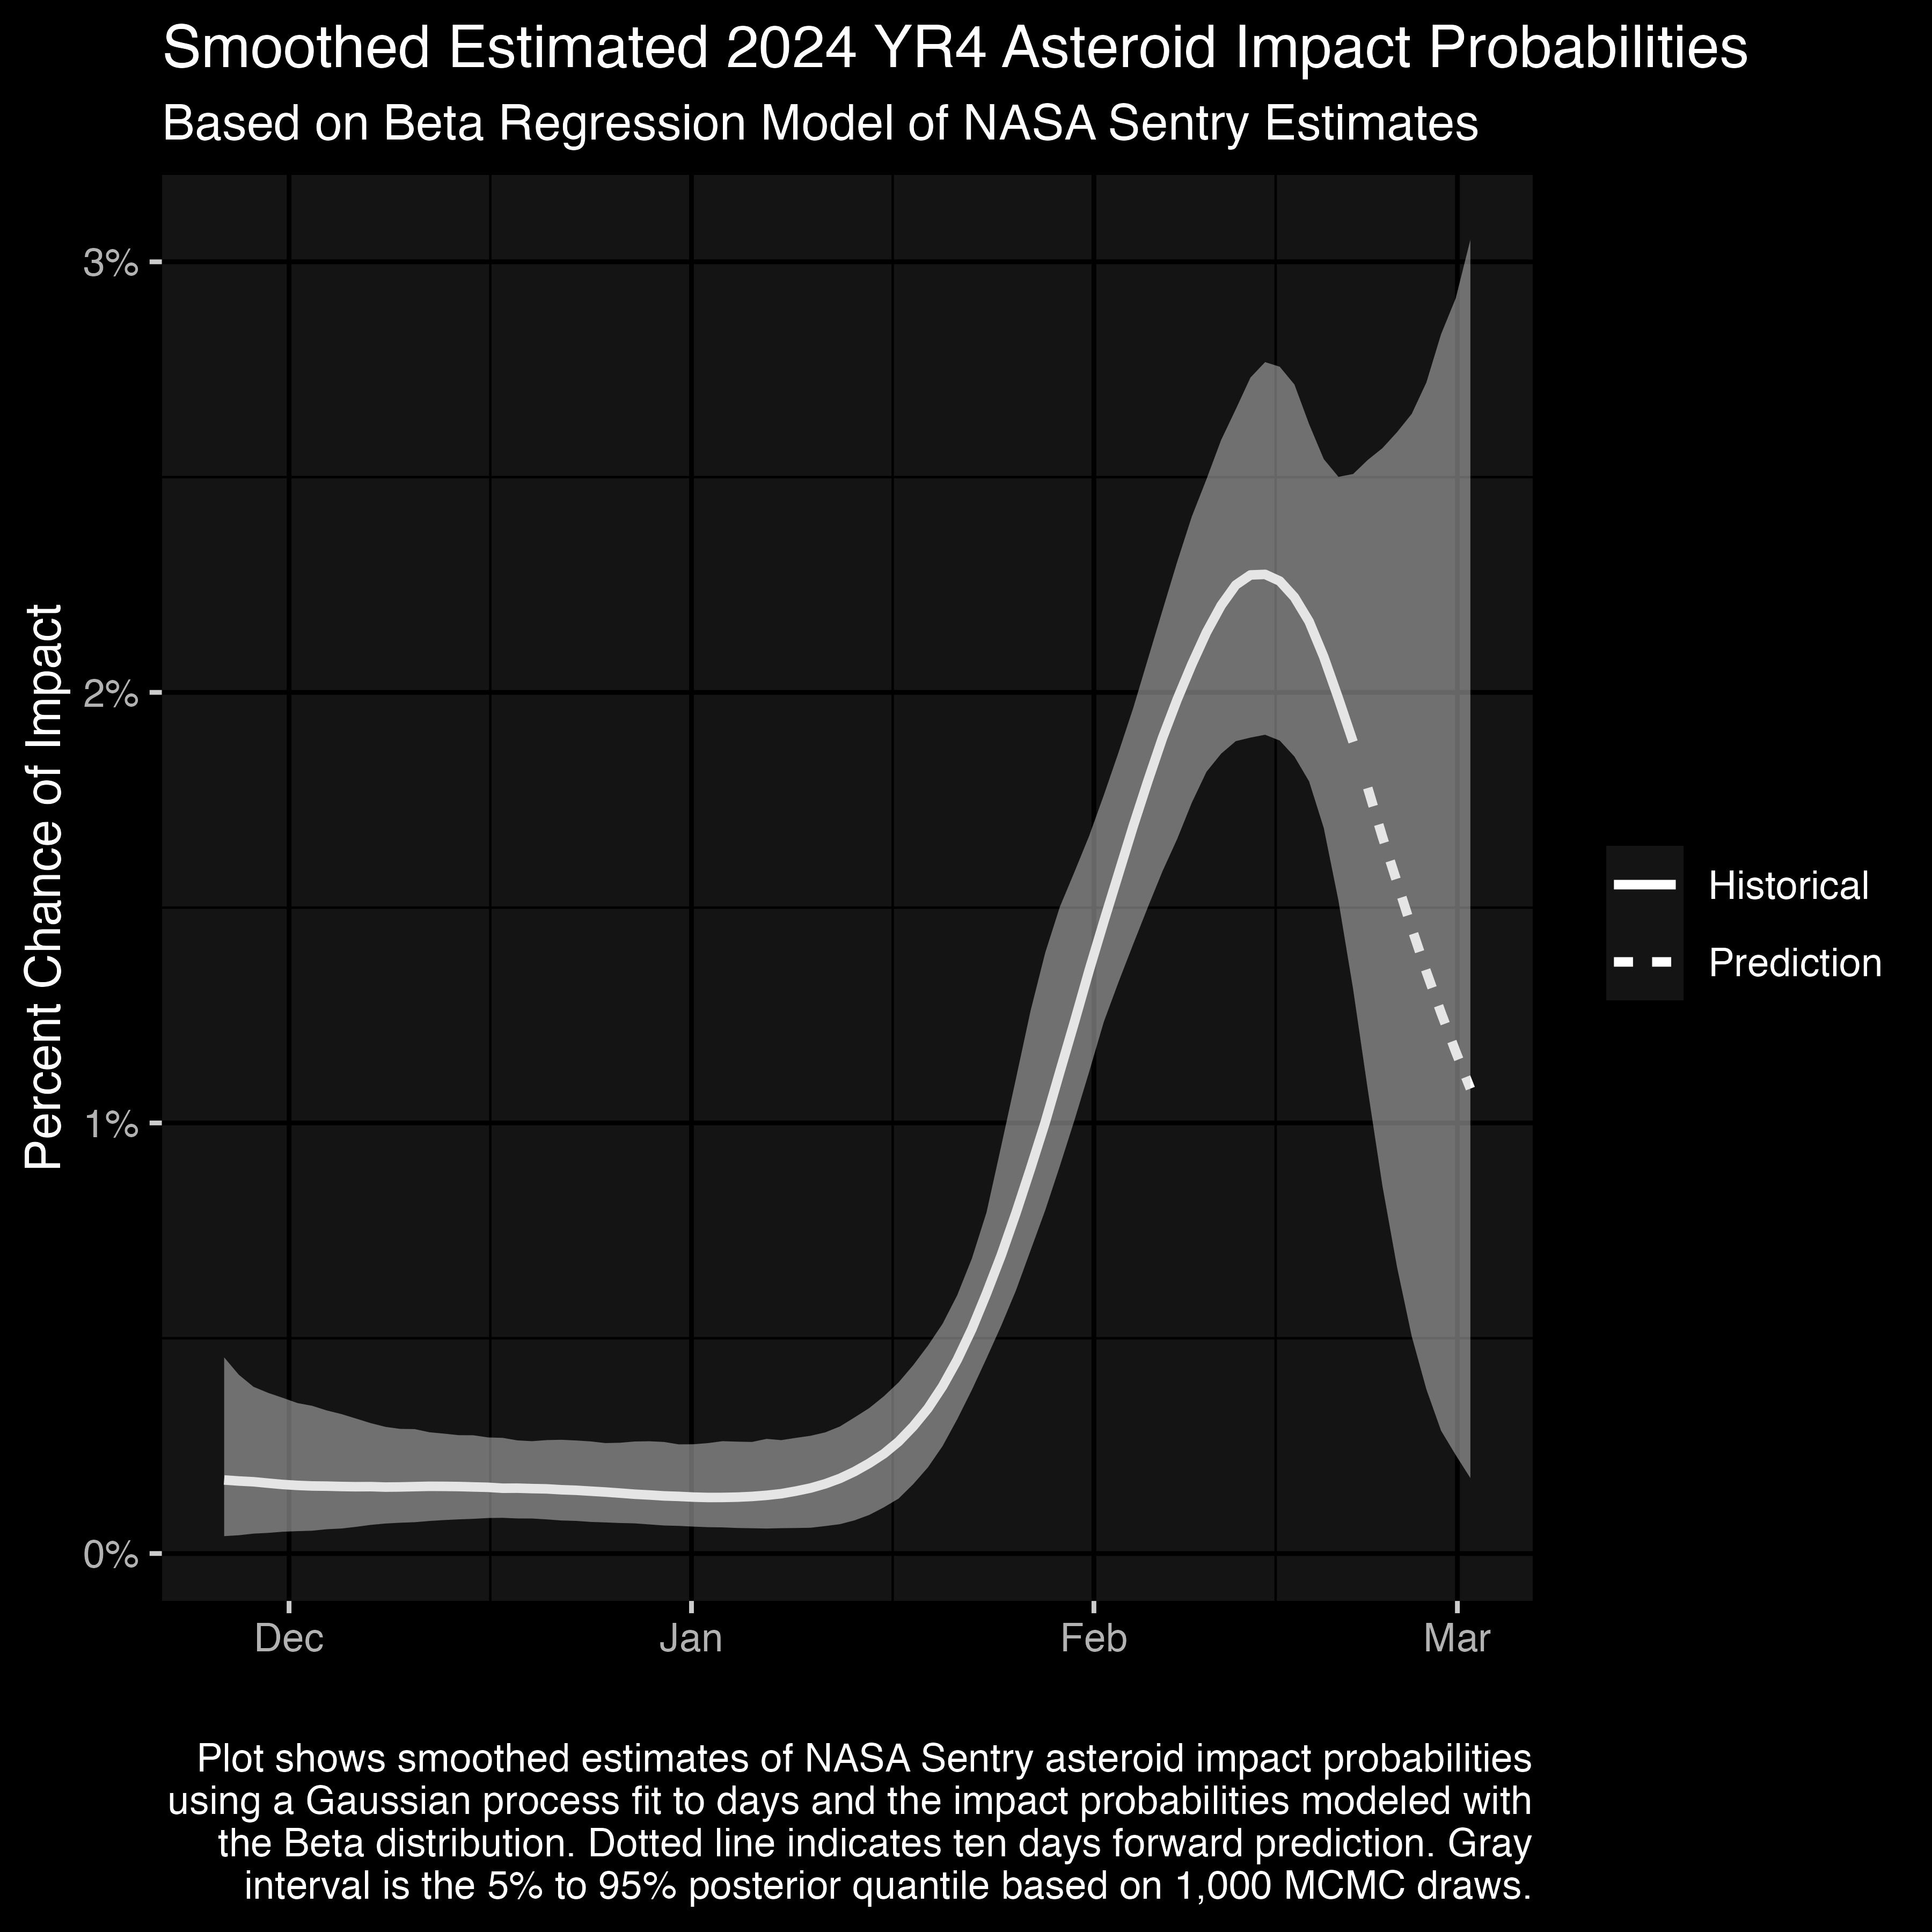 Smoothed Estimated 2024 YR4 Asteroid Impact Probabilities
Based on Beta Regression Model of NASA Sentry Estimates
Percent Chance of Impact
3%
2%
1%
0%
Dec
Jan
Feb
Mar
Historical
Prediction
Plot shows smoothed estimates of NASA Sentry asteroid impact probabilities
using a Gaussian process fit to days and the impact probabilities modeled with
the Beta distribution. Dotted line indicates ten days forward prediction. Gray
interval is the 5% to 95% posterior quantile based on 1,000 MCMC draws.